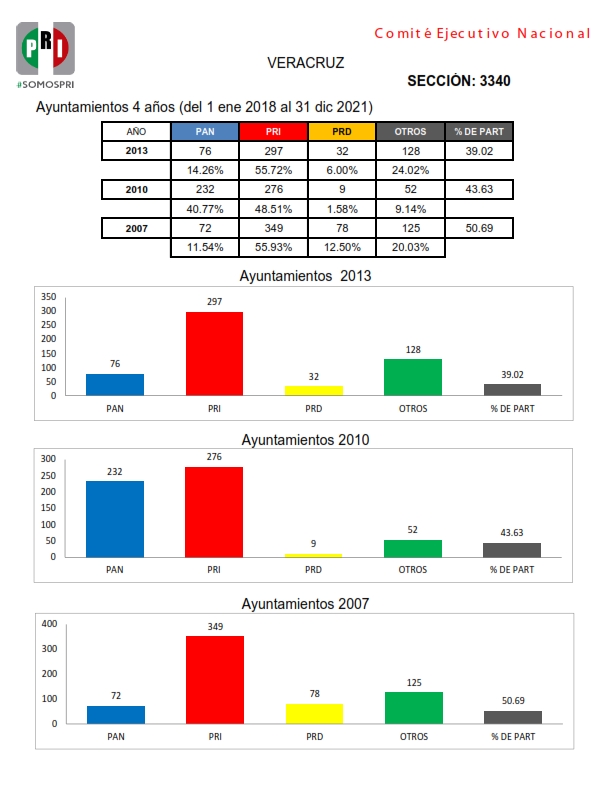 Comité Ejecutivo Nacional
PRI
#SOMOSPRI
VERACRUZ
SECCIÓN: 3340
Ayuntamientos 4 años (del 1 ene 2018 al 31 dic 2021)
AÑO PAN PRI PRD OTROS % DE PART
2013 76 297 32 128 39.02
14.26% 55.72% 6.00% 24.02%
2010 232 276 9 52 43.63
40.77% 48.51% 1.58% 9.14%
2007 72 349 78 125 50.69
11.54% 55.93% 12.50% 20.03%
Ayuntamientos 2013
350
300
250
200
150
100
50
0
76
297
32
128
39.02
PAN PRI PRD OTROS % DE PART
Ayuntamientos 2010
300
250
200
150
100
50
0
232
276
9
52
43.63
PAN PRI PRD OTROS % DE PART
Ayuntamientos 2007
400
300
200
100
0
72
349
78
125
50.69
PAN PRI PRD OTROS % DE PART